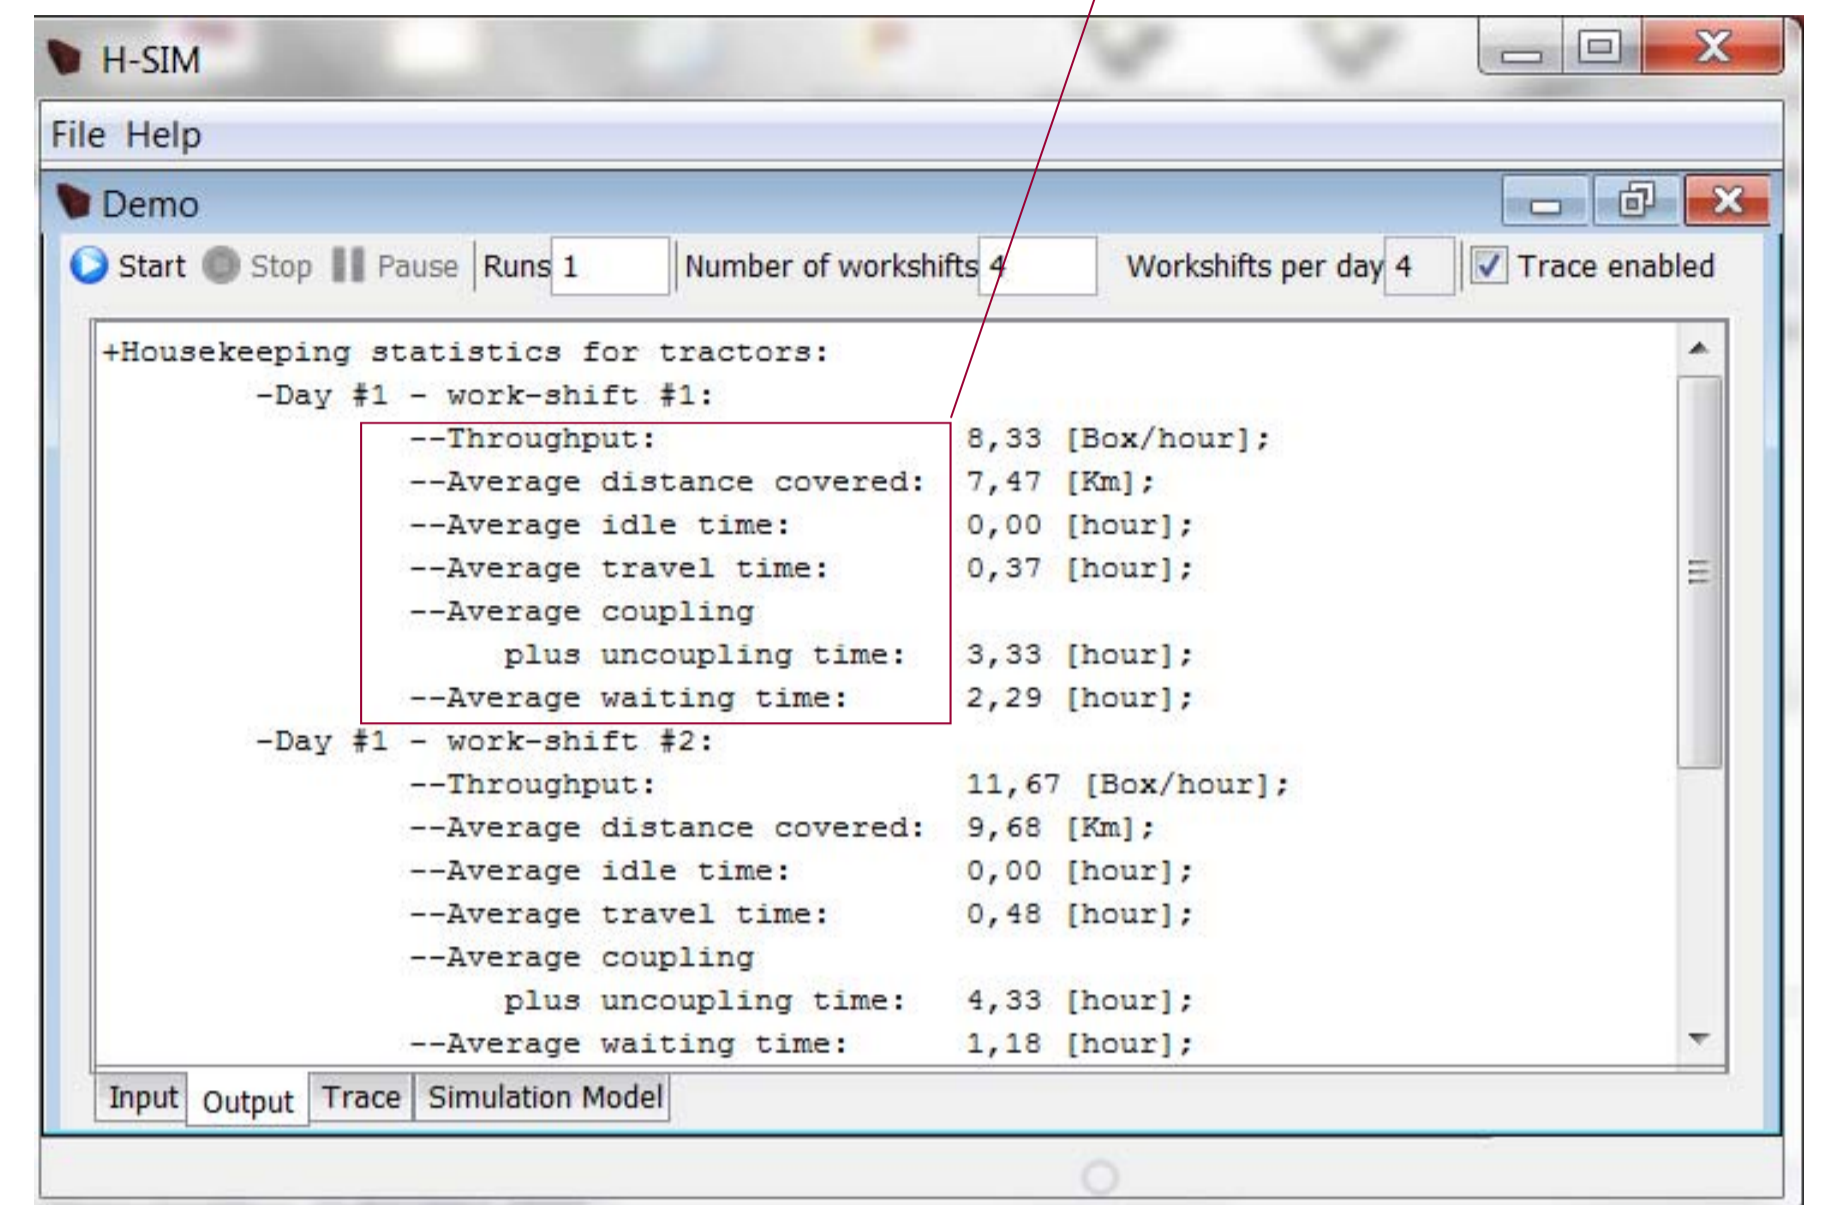 H-SIM
File Help
Demo
Start Stop Pause Runs 1 Number of workshifts 4 Workshifts per day 4 Trace enabled
+Housekeeping statistics for tractors:
-Day #1 - work-shift #1:
--Throughput: 8,33 [Box/hour];
--Average distance covered: 7,47 [Km];
--Average idle time: 0,00 [hour];
--Average travel time: 0,37 [hour];
--Average coupling
plus uncoupling time: 3,33 [hour];
--Average waiting time: 2,29 [hour];
-Day #1 - work-shift #2:
--Throughput: 11,67 [Box/hour];
--Average distance covered: 9,68 [Km];
--Average idle time: 0,00 [hour];
--Average travel time: 0,48 [hour];
--Average coupling
plus uncoupling time: 4,33 [hour];
--Average waiting time: 1,18 [hour];
Input Output Trace Simulation Model